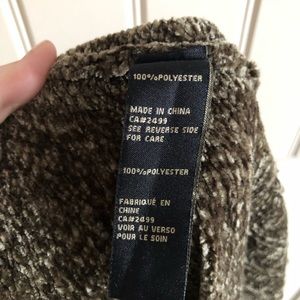 100%POLYESTER
MADE IN CHINA
CA#2499
SEE REVERSE SIDE
FOR CARE
100%POLYESTER
FABRIQUÉ EN
CHINE
CA#2499
VOIR AU VERSO
POUR LE SOIN